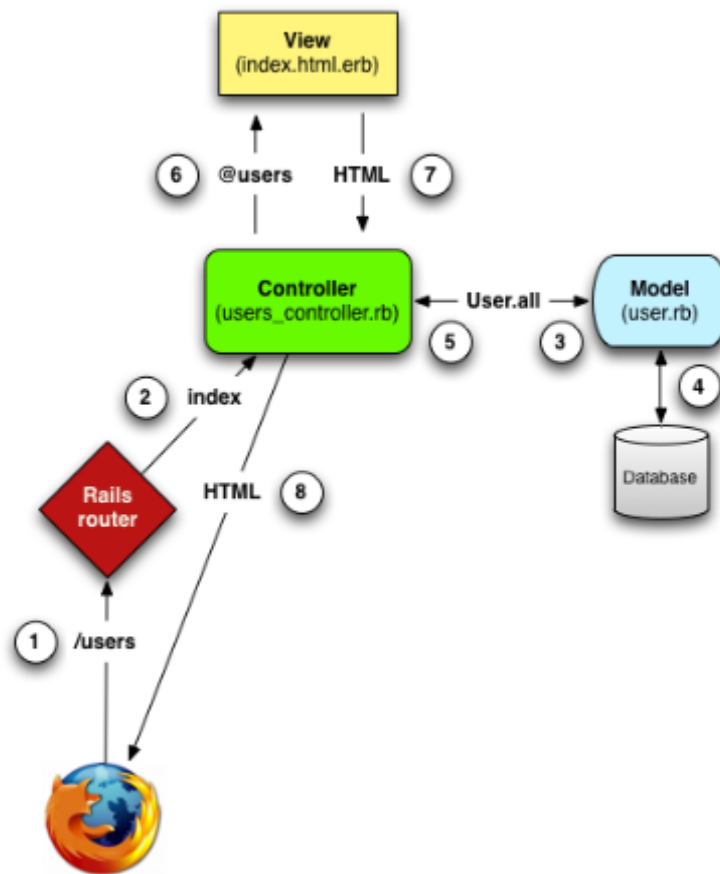 View
(index.html.erb)
6 @users HTML 7
Controller
(users_controller.rb)
User.all
Model
(user.rb)
5 3
4
2 index
Database
Rails
router
HTML 8
1 /users